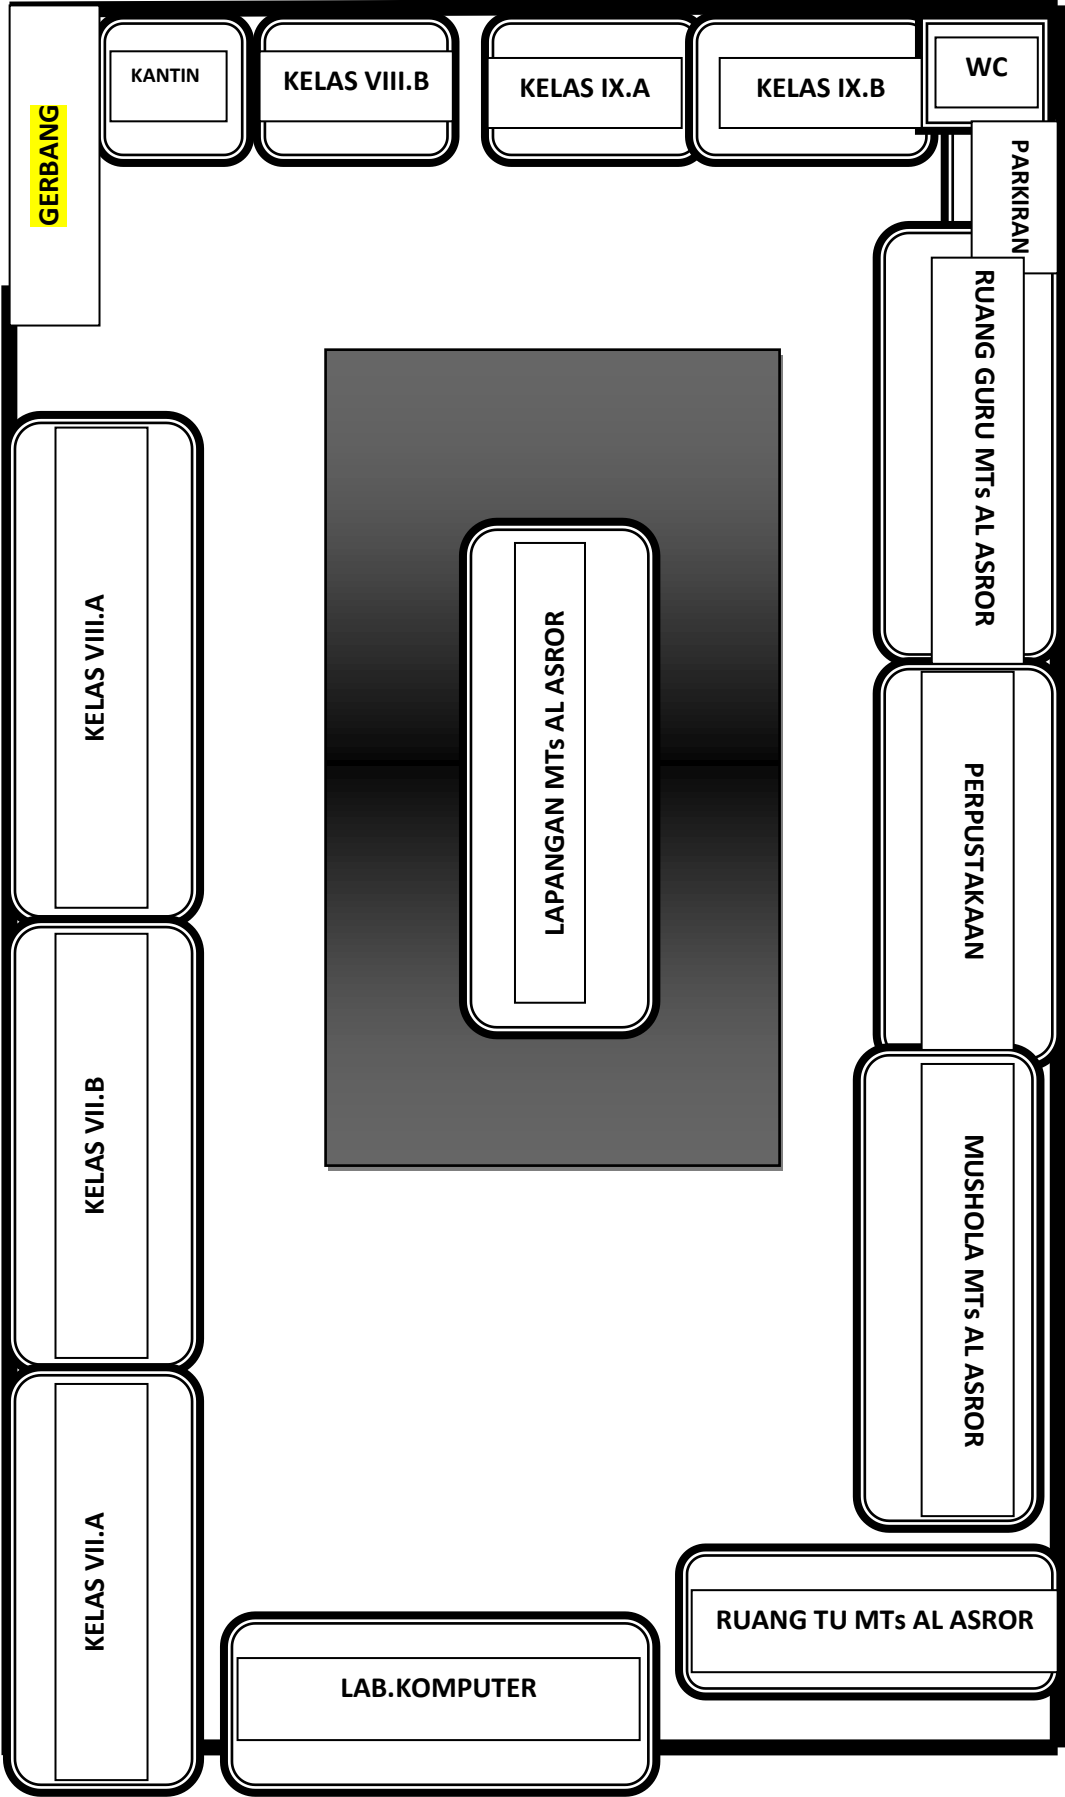 GERBANG
KANTIN
KELAS VIII.B
KELAS IX.A
KELAS IX.B
WC
PARKIRAN
RUANG GURU MTs AL ASROR
KELAS VIII.A
LAPANGAN MTs AL ASROR
PERPUSTAKAAN
KELAS VII.B
MUSHOLA MTs AL ASROR
KELAS VII.A
RUANG TU MTs AL ASROR
LAB.KOMPUTER